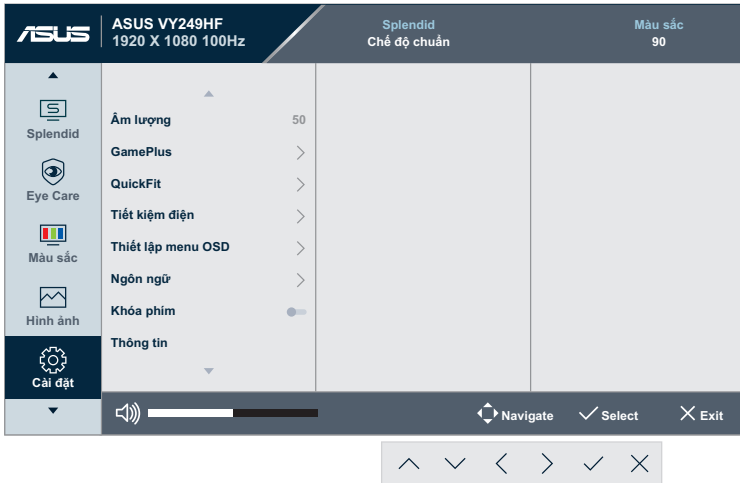 ASUS
ASUS VY249HF
1920 X 1080 100Hz
Splendid
Chế độ chuẩn
Màu sắc
90
Splendid
Eye Care
Màu sắc
Hình ảnh
Cài đặt
Âm lượng 50
GamePlus
QuickFit
Tiết kiệm điện
Thiết lập menu OSD
Ngôn ngữ
Khóa phím
Thông tin
Navigate Select Exit